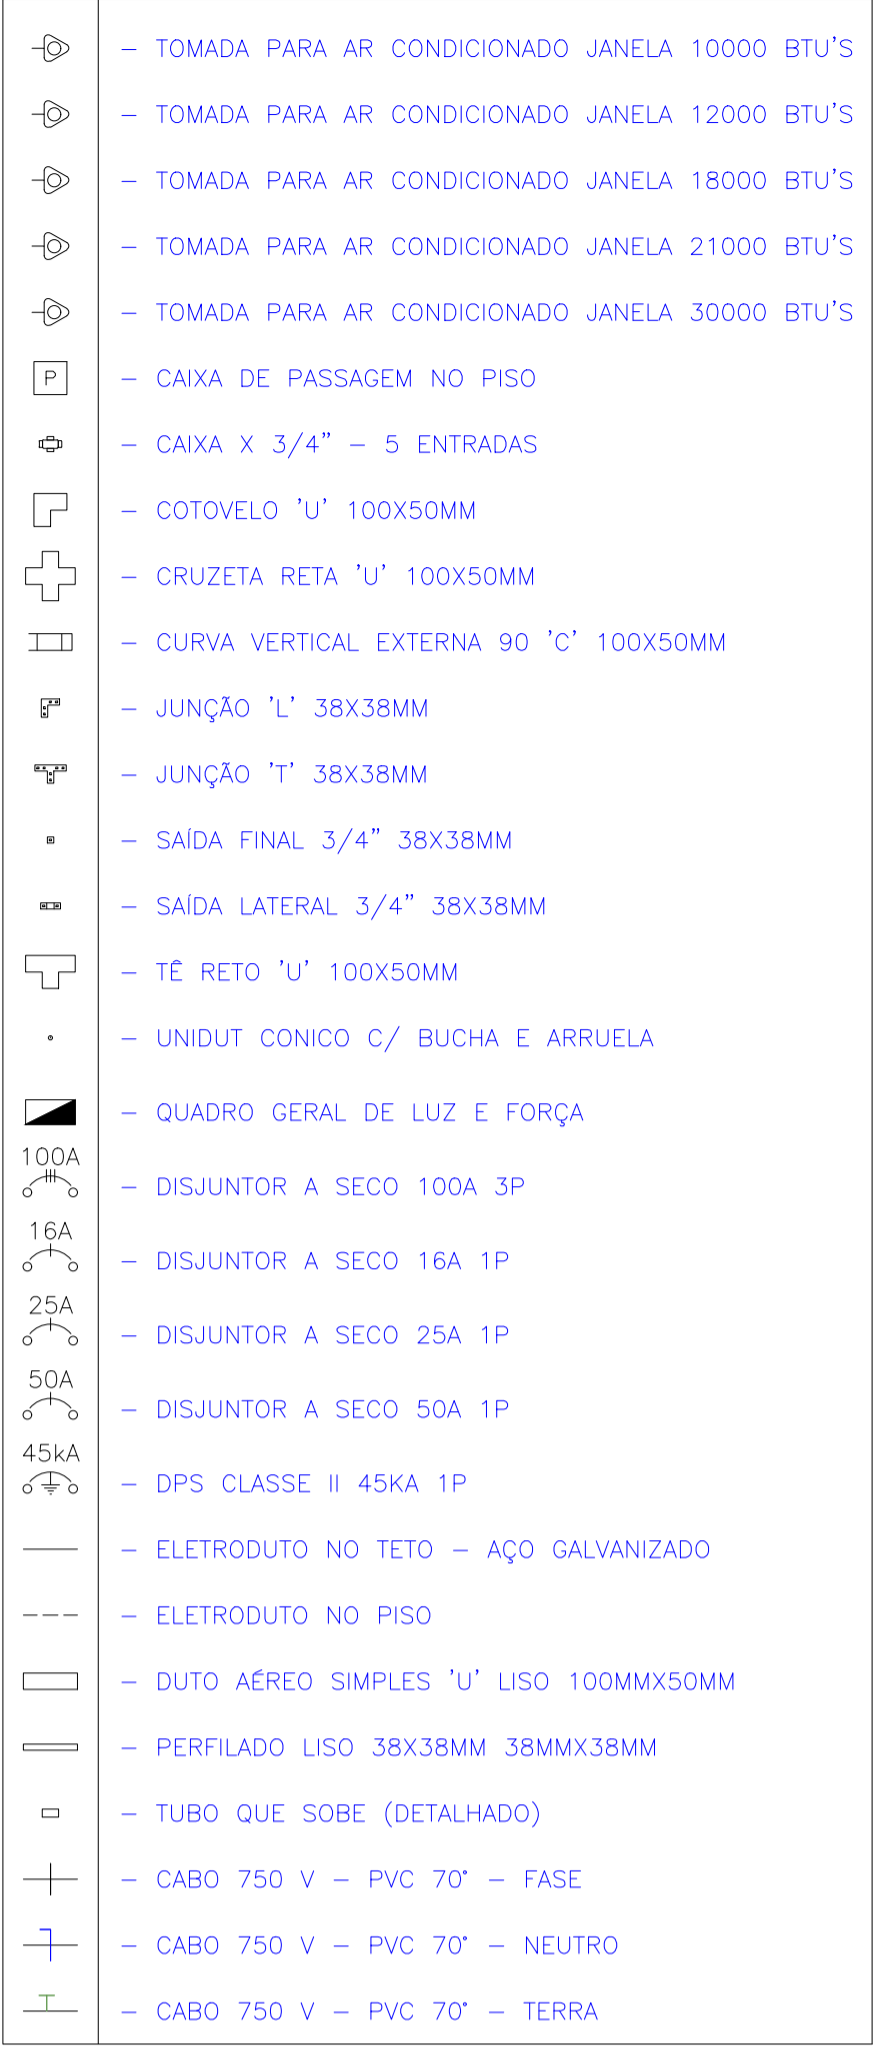 — TOMADA PARA AR CONDICIONADO JANELA 10000 BTU'S
— TOMADA PARA AR CONDICIONADO JANELA 12000 BTU'S
— TOMADA PARA AR CONDICIONADO JANELA 18000 BTU'S
— TOMADA PARA AR CONDICIONADO JANELA 21000 BTU'S
— TOMADA PARA AR CONDICIONADO JANELA 30000 BTU'S
P — CAIXA DE PASSAGEM NO PISO
— CAIXA X 3/4" — 5 ENTRADAS
— COTOVELO 'U' 100X50MM
— CRUZETA RETA 'U' 100X50MM
— CURVA VERTICAL EXTERNA 90 'C' 100X50MM
— JUNÇÃO 'L' 38X38MM
— JUNÇÃO 'T' 38X38MM
— SAÍDA FINAL 3/4" 38X38MM
— SAÍDA LATERAL 3/4" 38X38MM
— TÊ RETO 'U' 100X50MM
— UNIDUT CONICO C/ BUCHA E ARRUELA
— QUADRO GERAL DE LUZ E FORÇA
100A
— DISJUNTOR A SECO 100A 3P
16A
— DISJUNTOR A SECO 16A 1P
25A
— DISJUNTOR A SECO 25A 1P
50A
— DISJUNTOR A SECO 50A 1P
45kA
— DPS CLASSE II 45KA 1P
— ELETRODUTO NO TETO — AÇO GALVANIZADO
— ELETRODUTO NO PISO
— DUTO AÉREO SIMPLES 'U' LISO 100MMX50MM
— PERFILADO LISO 38X38MM 38MMX38MM
— TUBO QUE SOBE (DETALHADO)
— CABO 750 V — PVC 70° — FASE
— CABO 750 V — PVC 70° — NEUTRO
— CABO 750 V — PVC 70° — TERRA